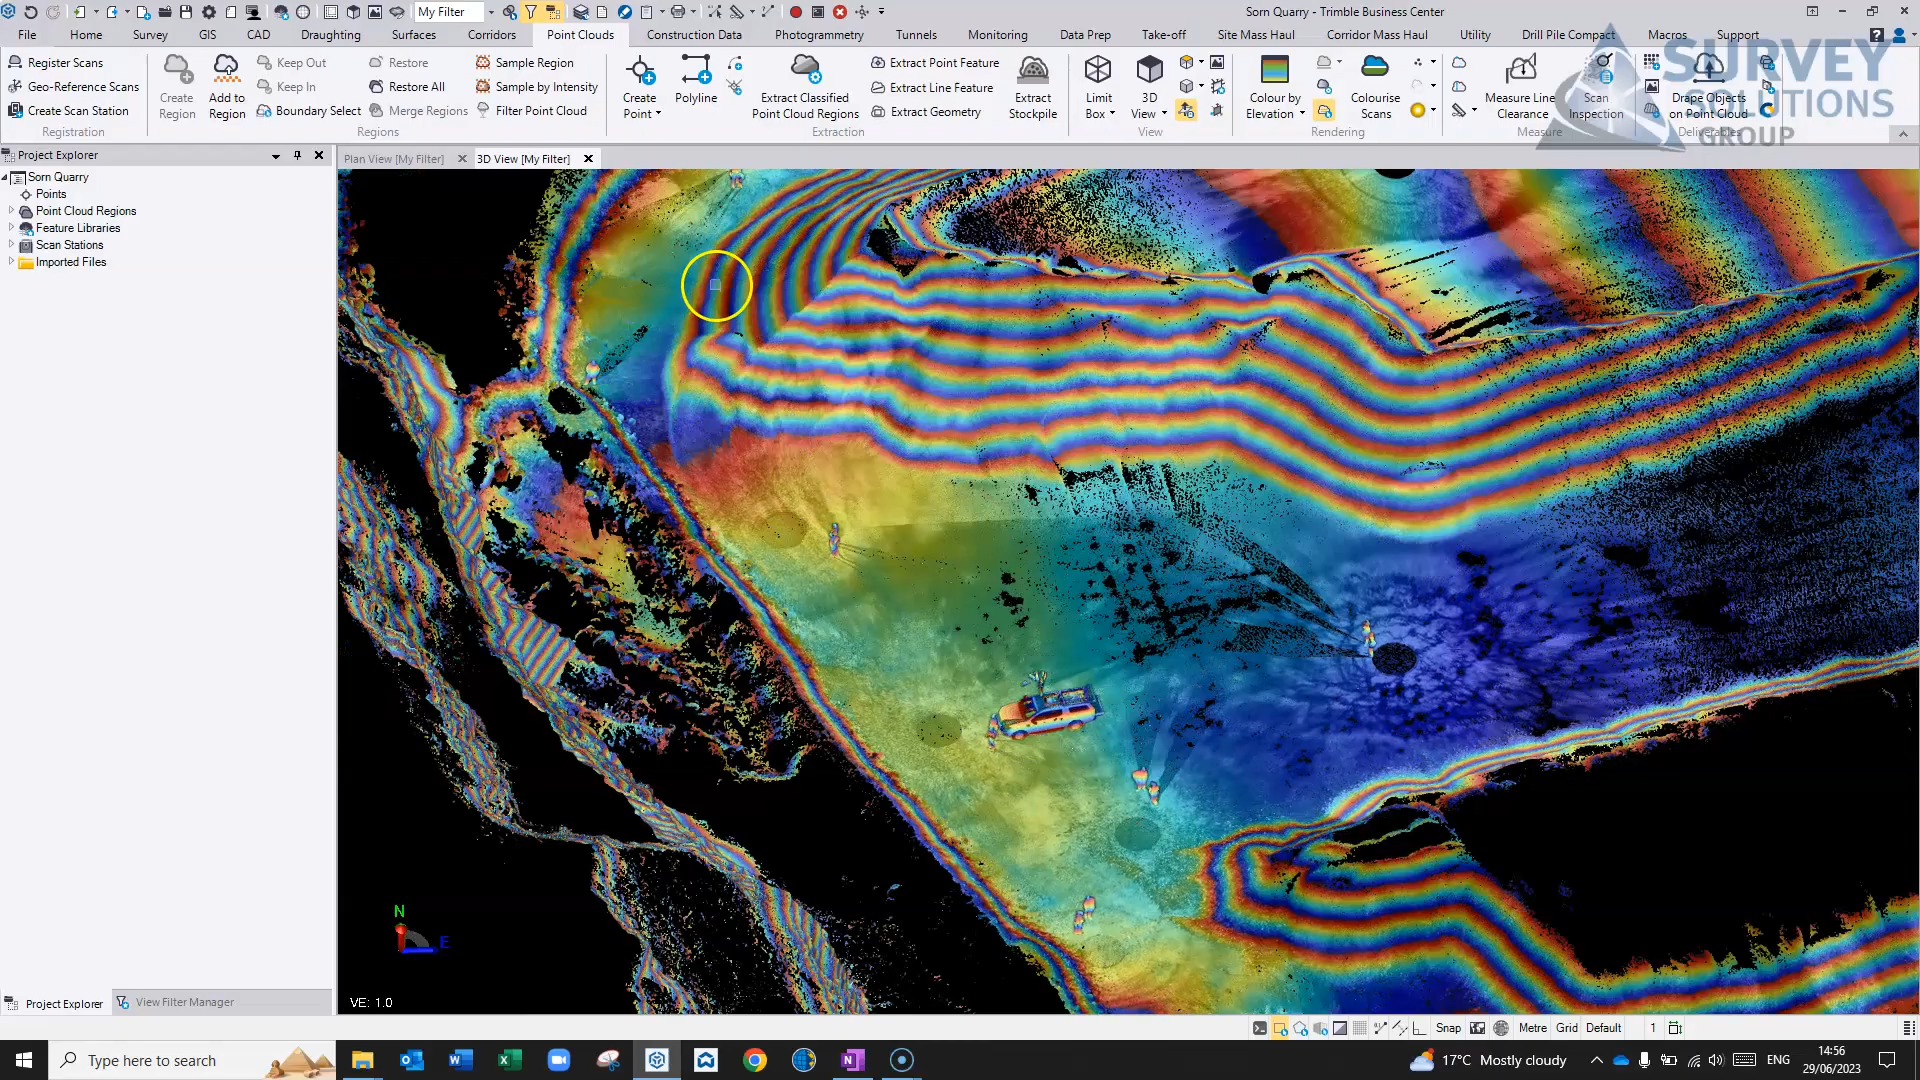 My Filter
Sorn Quarry - Trimble Business Center
File Home Survey GIS CAD Draughting Surfaces Corridors Point Clouds Construction Data Photogrammetry Tunnels Monitoring Data Prep Take-off Site Mass Haul Corridor Mass Haul Utility Drill Pile Compact Macros Support
Register Scans
Geo-Reference Scans
Create Scan Station
Registration
Create
Region
Add to
Region
Keep Out
Keep In
Boundary Select
Restore
Restore All
Merge Regions
Regions
Sample Region
Sample by Intensity
Filter Point Cloud
Create
Point
Polyline
Extract Classified
Point Cloud Regions
Extract Point Feature
Extract Line Feature
Extract Geometry
Extraction
Extract
Stockpile
Limit
Box
3D
View
View
Colour by
Elevation
Colourise
Scans
Rendering
Measure Line
Clearance
Scan
Inspection
Measure
Drape Objects
on Point Cloud
Deliverables
SURVEY
SOLUTIONS
GROUP
Project Explorer
Sorn Quarry
Points
Point Cloud Regions
Feature Libraries
Scan Stations
Imported Files
Plan View [My Filter]
3D View [My Filter]
N
E
VE: 1.0
Project Explorer
View Filter Manager
Snap
Metre
Grid
Default
1
Type here to search
17°C Mostly cloudy
ENG
14:56
29/06/2023